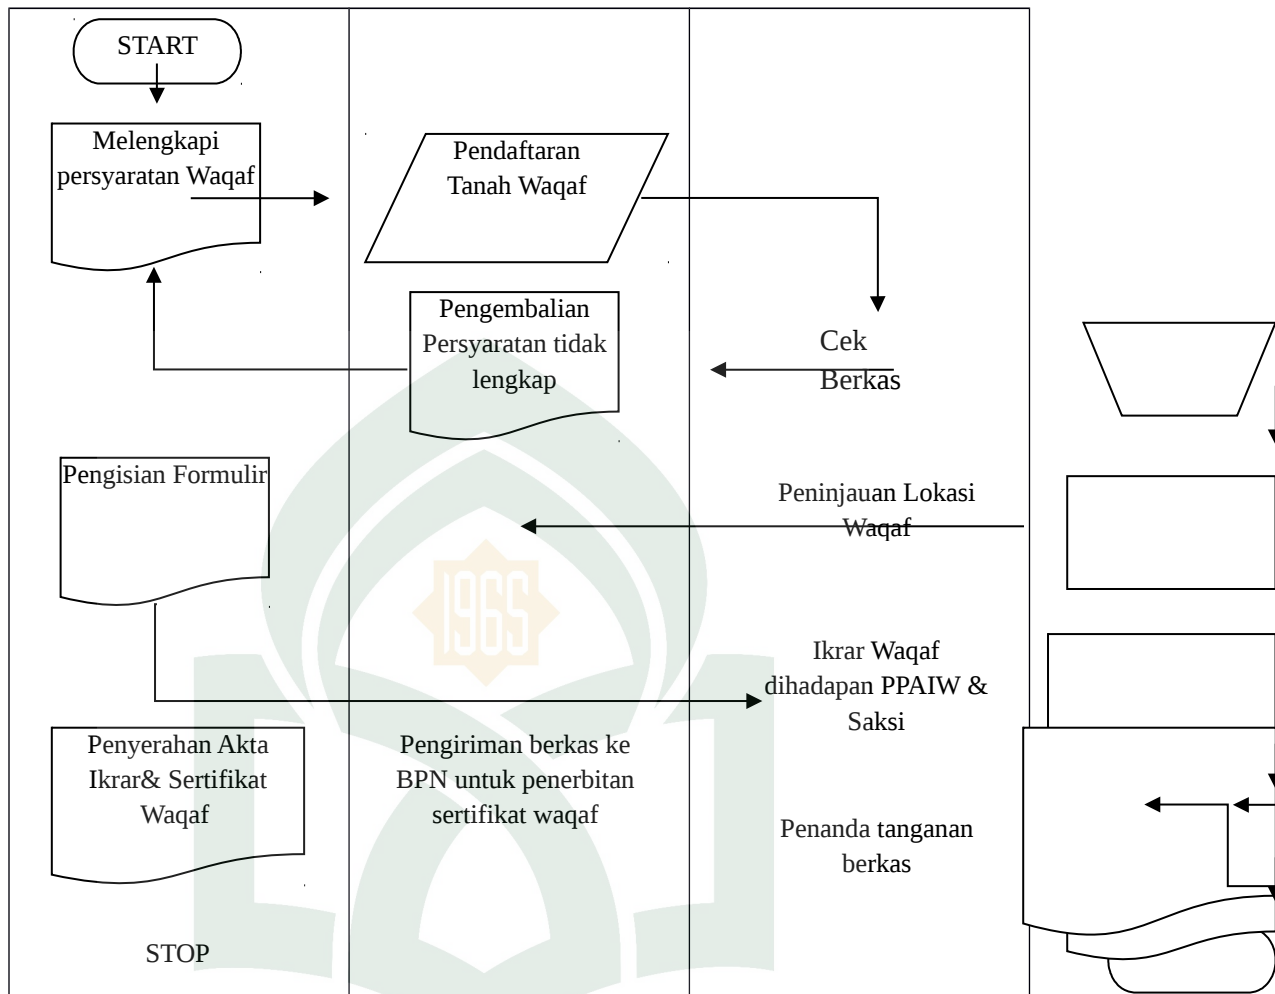 START
Melengkapi
persyaratan Waqaf
Pendaftaran
Tanah Waqaf
Pengembalian
Persyaratan tidak
lengkap
Cek
Berkas
Pengisian Formulir
Peninjauan Lokasi
Waqaf
1965
Ikrar Waqaf
dihadapan PPAIW &
Saksi
Penyerahan Akta
Ikrar& Sertifikat
Waqaf
Pengiriman berkas ke
BPN untuk penerbitan
sertifikat waqaf
Penanda tanganan
berkas
STOP